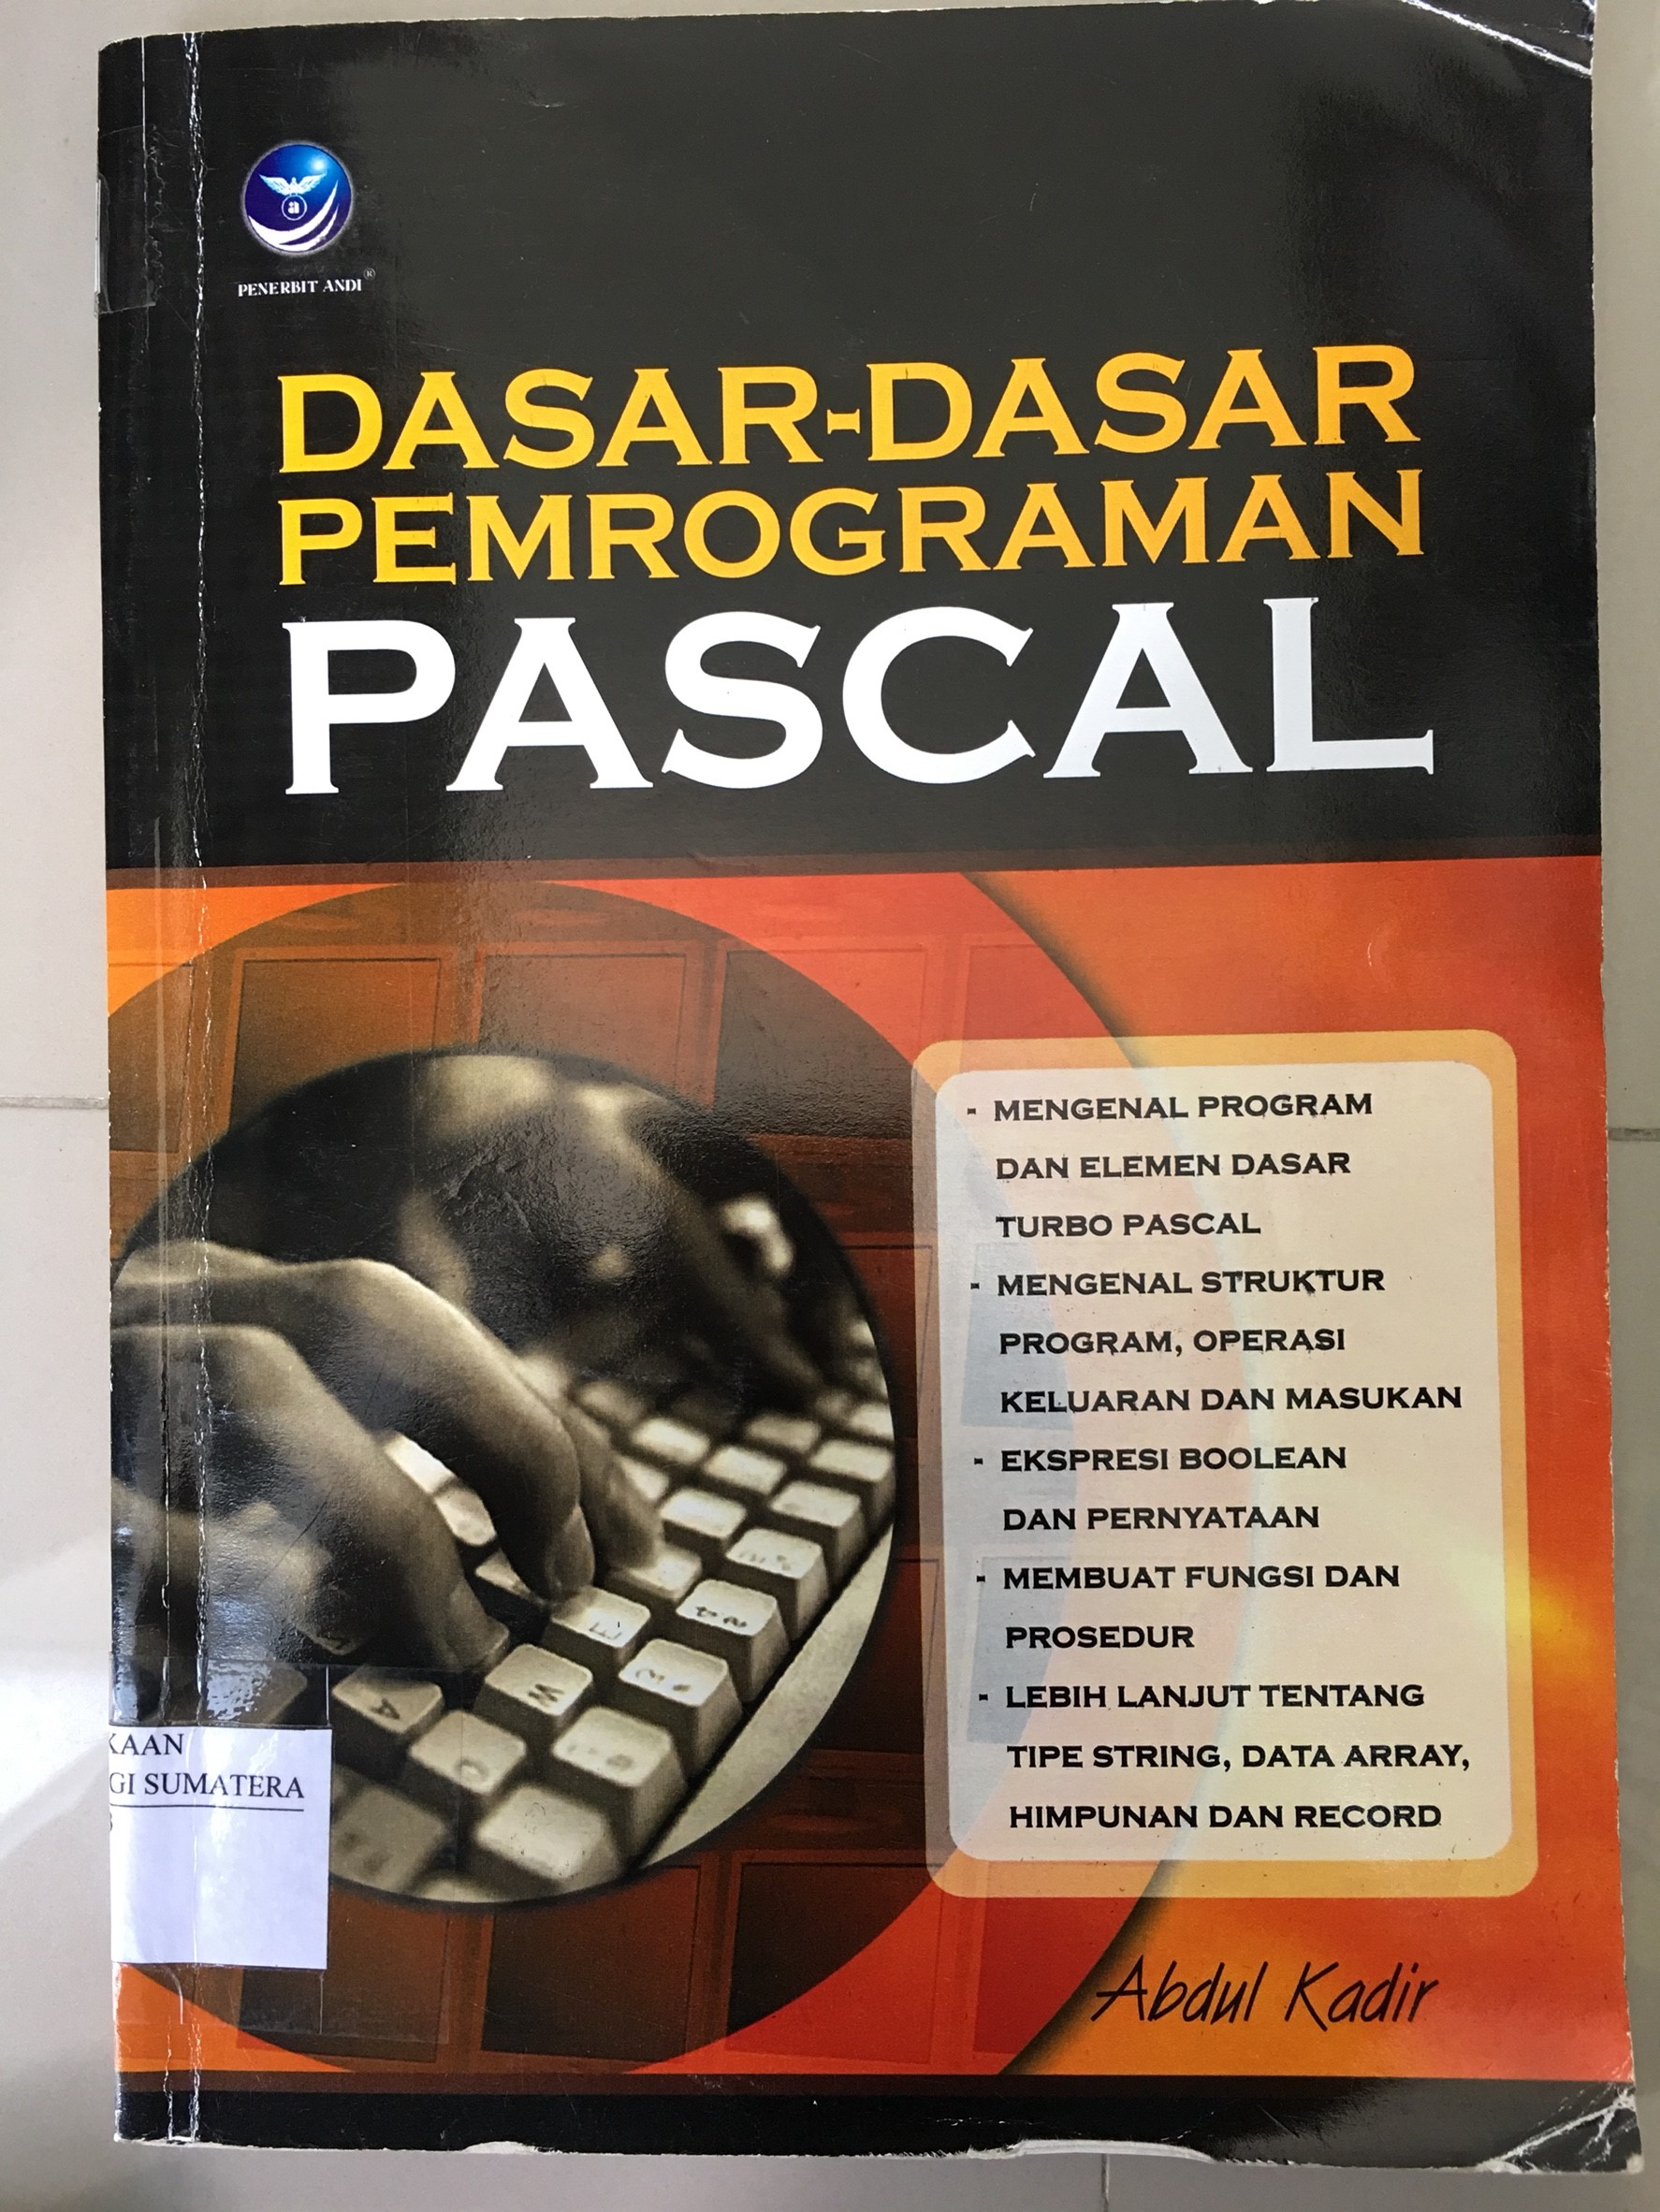 PENERBIT ANDI®
DASAR-DASAR
PEMROGRAMAN
PASCAL
- MENGENAL PROGRAM
DAN ELEMEN DASAR
TURBO PASCAL
- MENGENAL STRUKTUR
PROGRAM, OPERASI
KELUARAN DAN MASUKAN
- EKSPRESI BOOLEAN
DAN PERNYATAAN
- MEMBUAT FUNGSI DAN
PROSEDUR
- LEBIH LANJUT TENTANG
TIPE STRING, DATA ARRAY,
HIMPUNAN DAN RECORD
KAAN
GI SUMATERA
Abdul Kadir